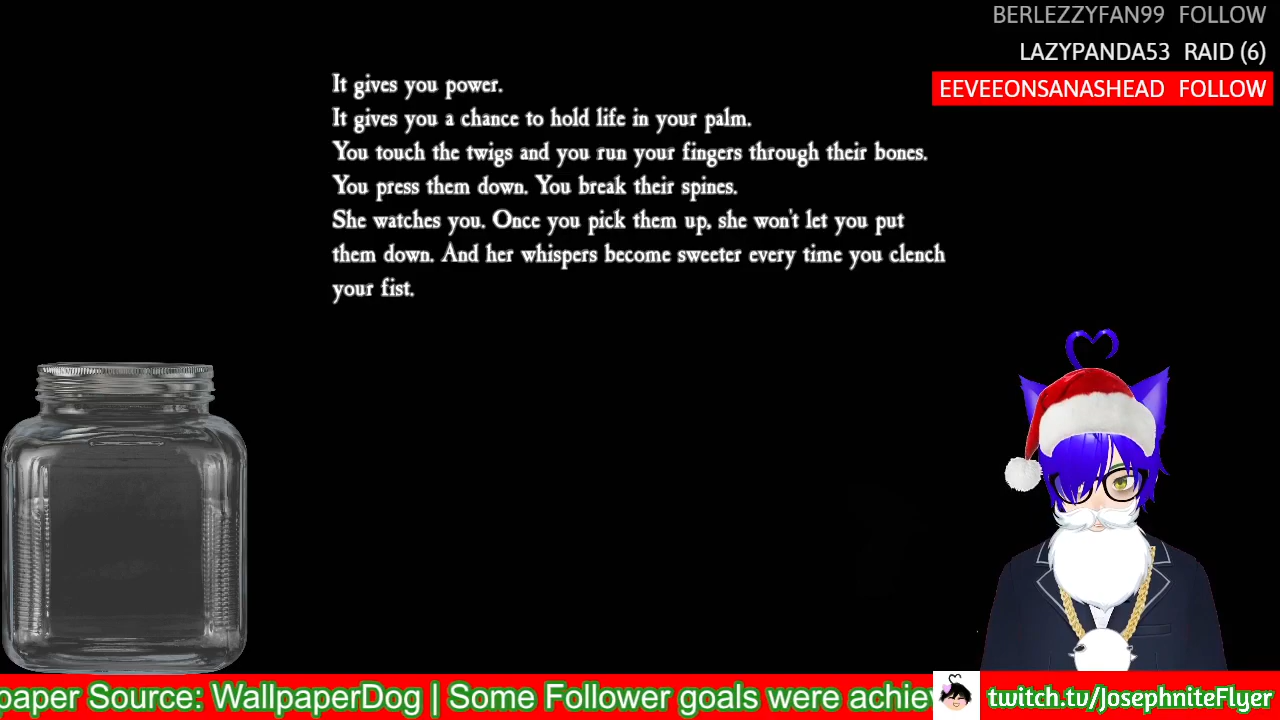 BERLEZZYFAN99 FOLLOW
LAZYPANDA53 RAID (6)
EEVEEONSANASHEAD FOLLOW
It gives you power.
It gives you a chance to hold life in your palm.
You touch the twigs and you run your fingers through their bones.
You press them down. You break their spines.
She watches you. Once you pick them up, she won't let you put
them down. And her whispers become sweeter every time you clench
your fist.
paper Source: WallpaperDog | Some Follower goals were achiev
twitch.tv/JosephniteFlyer